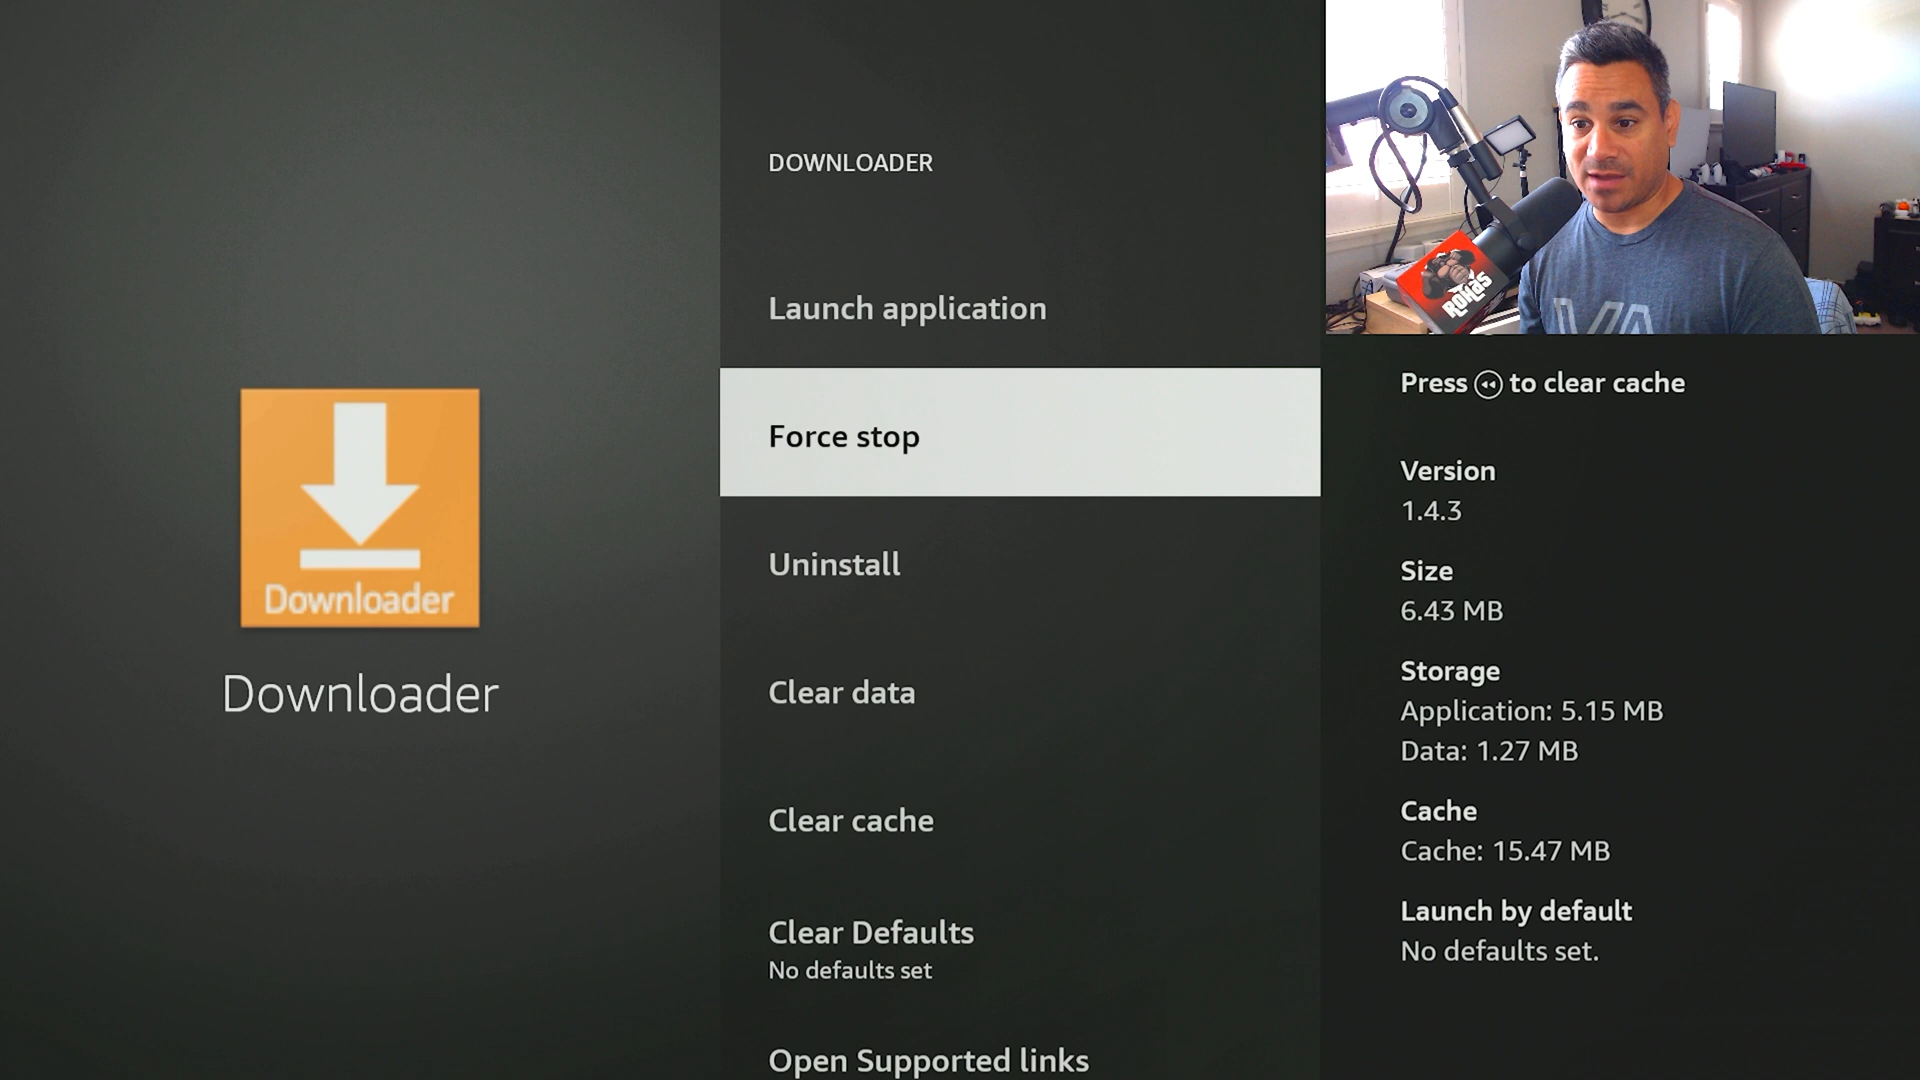 DOWNLOADER
Launch application
Force stop
Uninstall
Clear data
Clear cache
Clear Defaults
No defaults set
Open Supported links
Downloader
Downloader
ROKAS
VA
Press to clear cache
Version
1.4.3
Size
6.43 MB
Storage
Application: 5.15 MB
Data: 1.27 MB
Cache
Cache: 15.47 MB
Launch by default
No defaults set.